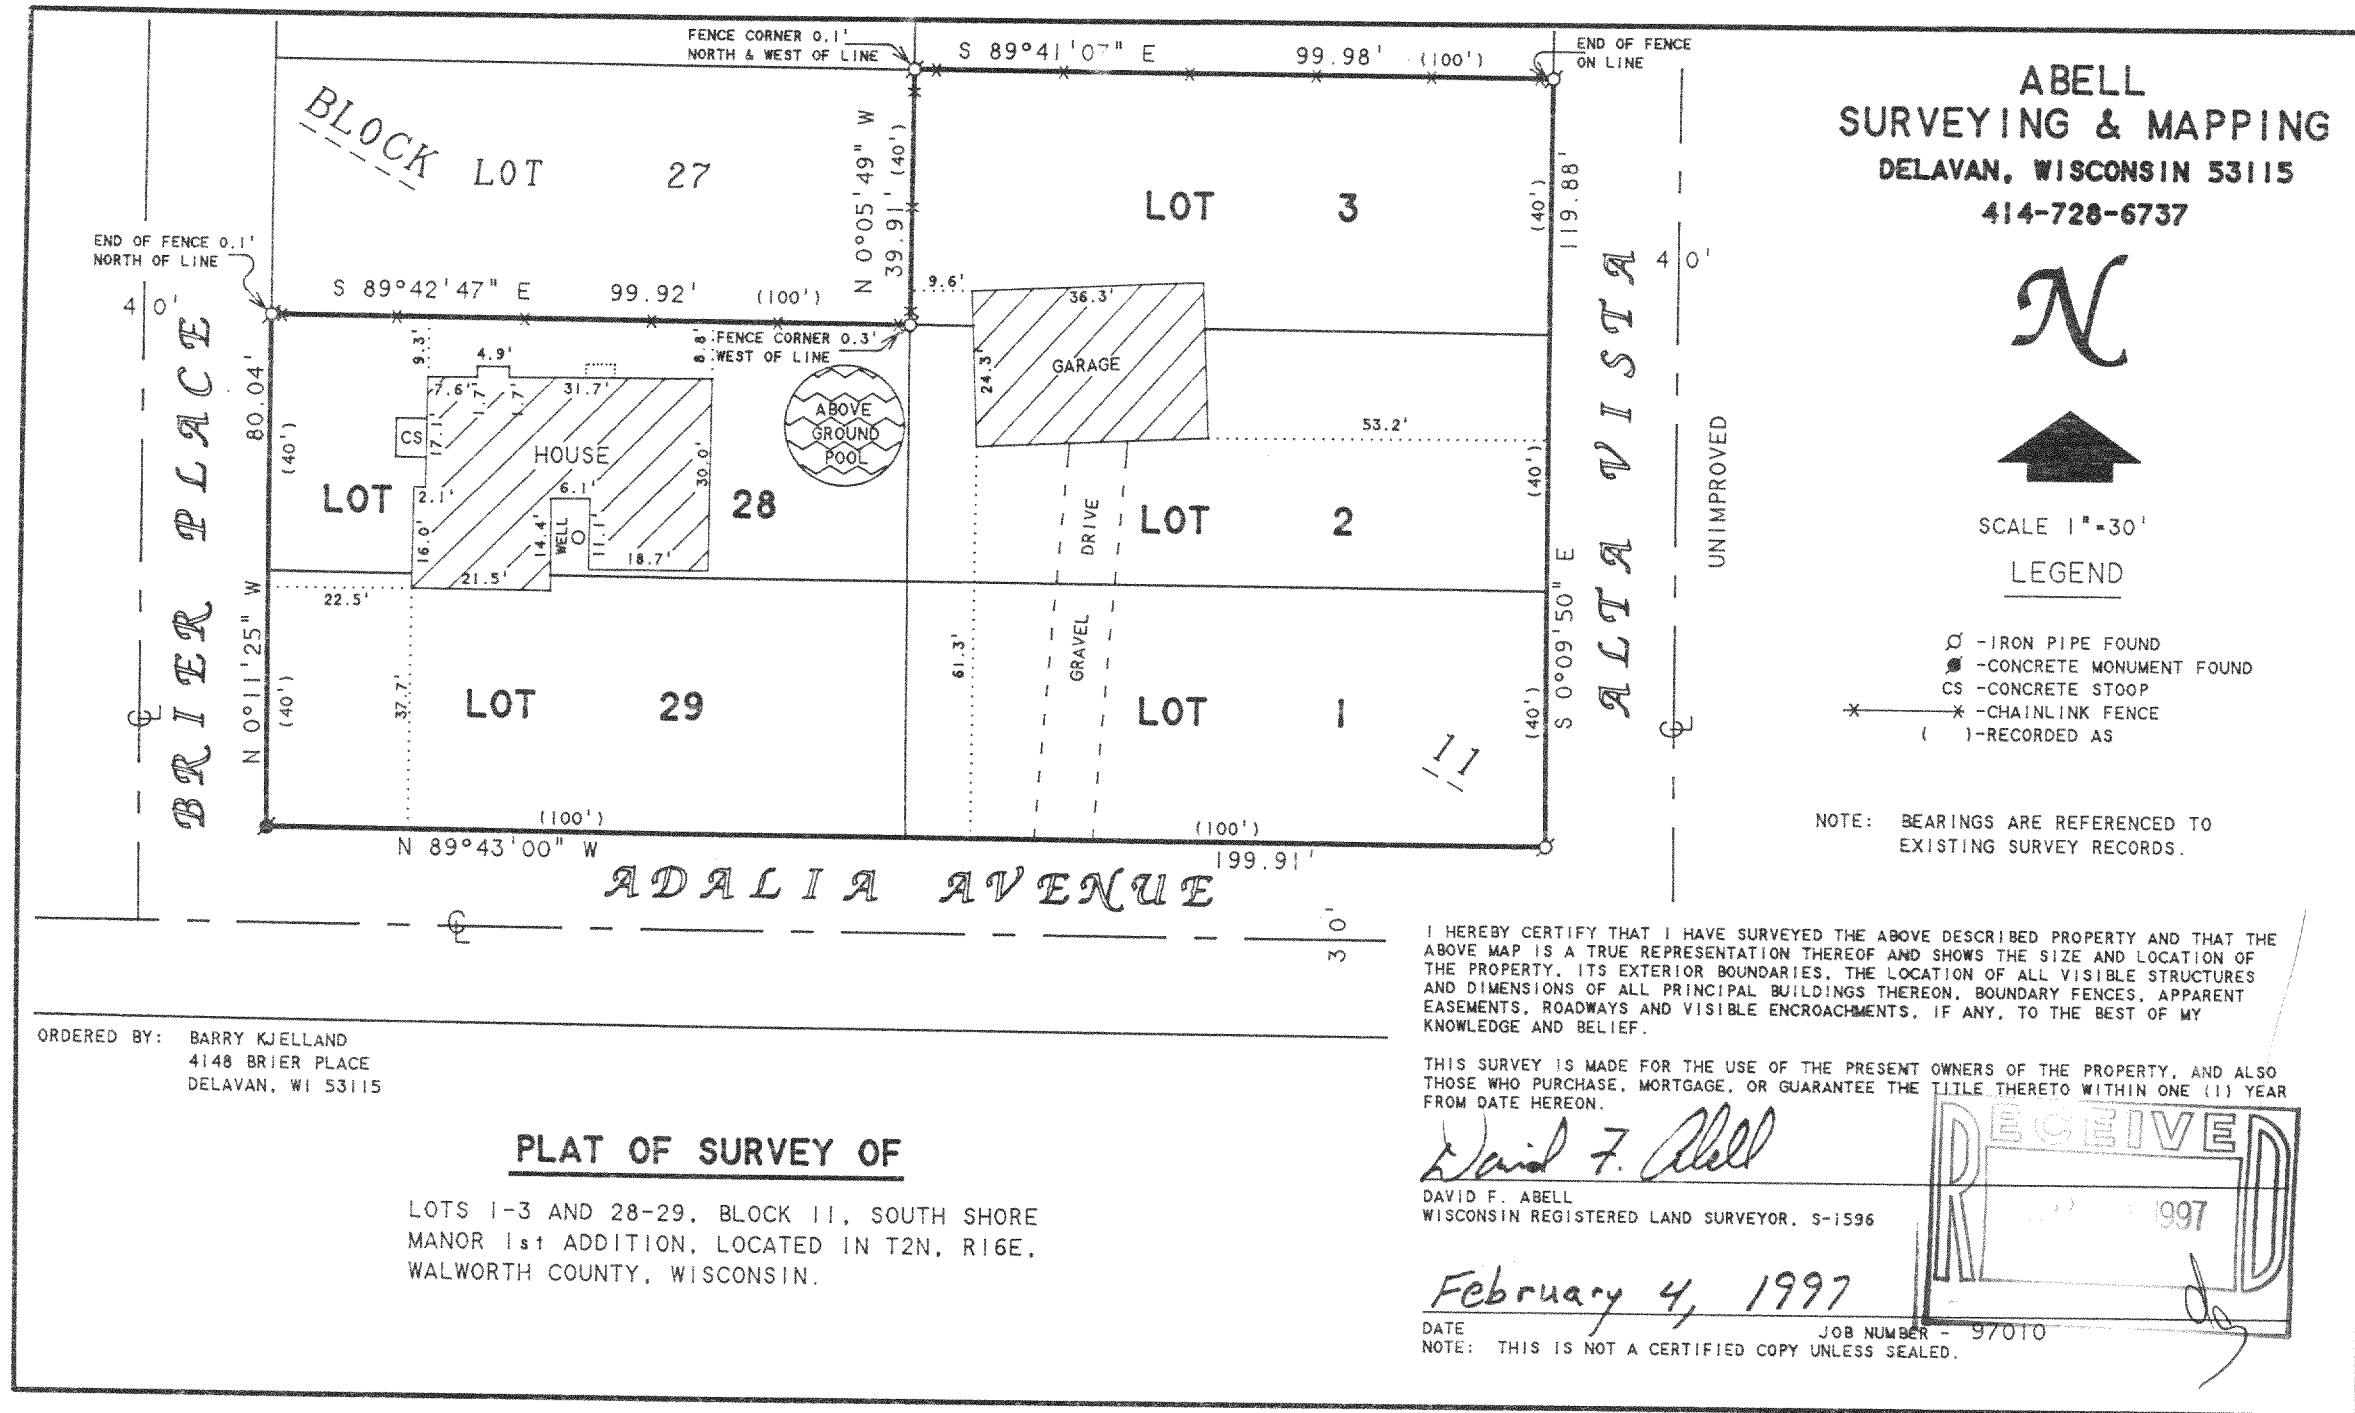 FENCE CORNER 0.1'
NORTH & WEST OF LINE
S 89°41'07" E 99.98' (100')
END OF FENCE
ON LINE
ABELL
SURVEYING & MAPPING
DELAVAN, WISCONSIN 53115
414-728-6737
N
SCALE 1"=30'
LEGEND
-IRON PIPE FOUND
-CONCRETE MONUMENT FOUND
CS -CONCRETE STOOP
x x -CHAINLINK FENCE
( )-RECORDED AS
NOTE: BEARINGS ARE REFERENCED TO
EXISTING SURVEY RECORDS.
BLOCK
LOT 27
N 0°05'49" W
39.91' (40')
LOT 3
(40')
119.88'
END OF FENCE 0.1'
NORTH OF LINE
40'
40'
S 89°42'47" E 99.92' (100')
9.6'
36.3'
GARAGE
24.3'
53.2'
FENCE CORNER 0.3'
WEST OF LINE
9.3'
4.9'
8.8'
7.6'
1.7'
1.7'
31.7'
17.1'
CS
HOUSE
30.0'
2.1'
6.1'
16.0'
14.4'
WELL
11.1'
18.7'
21.5'
22.5'
37.7'
ABOVE
GROUND
POOL
80.04'
(40')
LOT 28
BRIER PLACE
N 0°11'25" W
(40')
LOT 29
(100')
N 89°43'00" W
DRIVE
GRAVEL
61.3'
LOT 2
(40')
LOT 1
(40')
11
S 0°09'50" E
ALTA VISTA
UNIMPROVED
(100')
199.91'
ADALIA AVENUE
30'
ORDERED BY: BARRY KJELLAND
4148 BRIER PLACE
DELAVAN, WI 53115
PLAT OF SURVEY OF
LOTS 1-3 AND 28-29, BLOCK 11, SOUTH SHORE
MANOR 1st ADDITION, LOCATED IN T2N, R16E,
WALWORTH COUNTY, WISCONSIN.
I HEREBY CERTIFY THAT I HAVE SURVEYED THE ABOVE DESCRIBED PROPERTY AND THAT THE
ABOVE MAP IS A TRUE REPRESENTATION THEREOF AND SHOWS THE SIZE AND LOCATION OF
THE PROPERTY, ITS EXTERIOR BOUNDARIES, THE LOCATION OF ALL VISIBLE STRUCTURES
AND DIMENSIONS OF ALL PRINCIPAL BUILDINGS THEREON, BOUNDARY FENCES, APPARENT
EASEMENTS, ROADWAYS AND VISIBLE ENCROACHMENTS, IF ANY, TO THE BEST OF MY
KNOWLEDGE AND BELIEF.
THIS SURVEY IS MADE FOR THE USE OF THE PRESENT OWNERS OF THE PROPERTY, AND ALSO
THOSE WHO PURCHASE, MORTGAGE, OR GUARANTEE THE TITLE THERETO WITHIN ONE (1) YEAR
FROM DATE HEREON.
David F. Abell
DAVID F. ABELL
WISCONSIN REGISTERED LAND SURVEYOR, S-1596
RECEIVED
1997
February 4, 1997
DATE
JOB NUMBER - 97010
NOTE: THIS IS NOT A CERTIFIED COPY UNLESS SEALED.